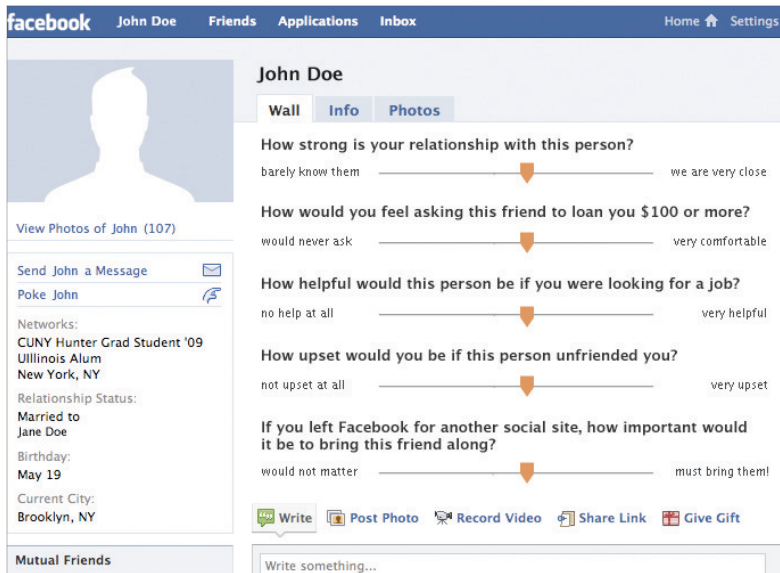 facebook John Doe Friends Applications Inbox Home Settings
John Doe
Wall Info Photos
How strong is your relationship with this person?
barely know them we are very close
How would you feel asking this friend to loan you $100 or more?
would never ask very comfortable
How helpful would this person be if you were looking for a job?
no help at all very helpful
How upset would you be if this person unfriended you?
not upset at all very upset
If you left Facebook for another social site, how important would
it be to bring this friend along?
would not matter must bring them!
Write Post Photo Record Video Share Link Give Gift
Write something...
View Photos of John (107)
Send John a Message
Poke John
Networks:
CUNY Hunter Grad Student '09
UIllinois Alum
New York, NY
Relationship Status:
Married to
Jane Doe
Birthday:
May 19
Current City:
Brooklyn, NY
Mutual Friends